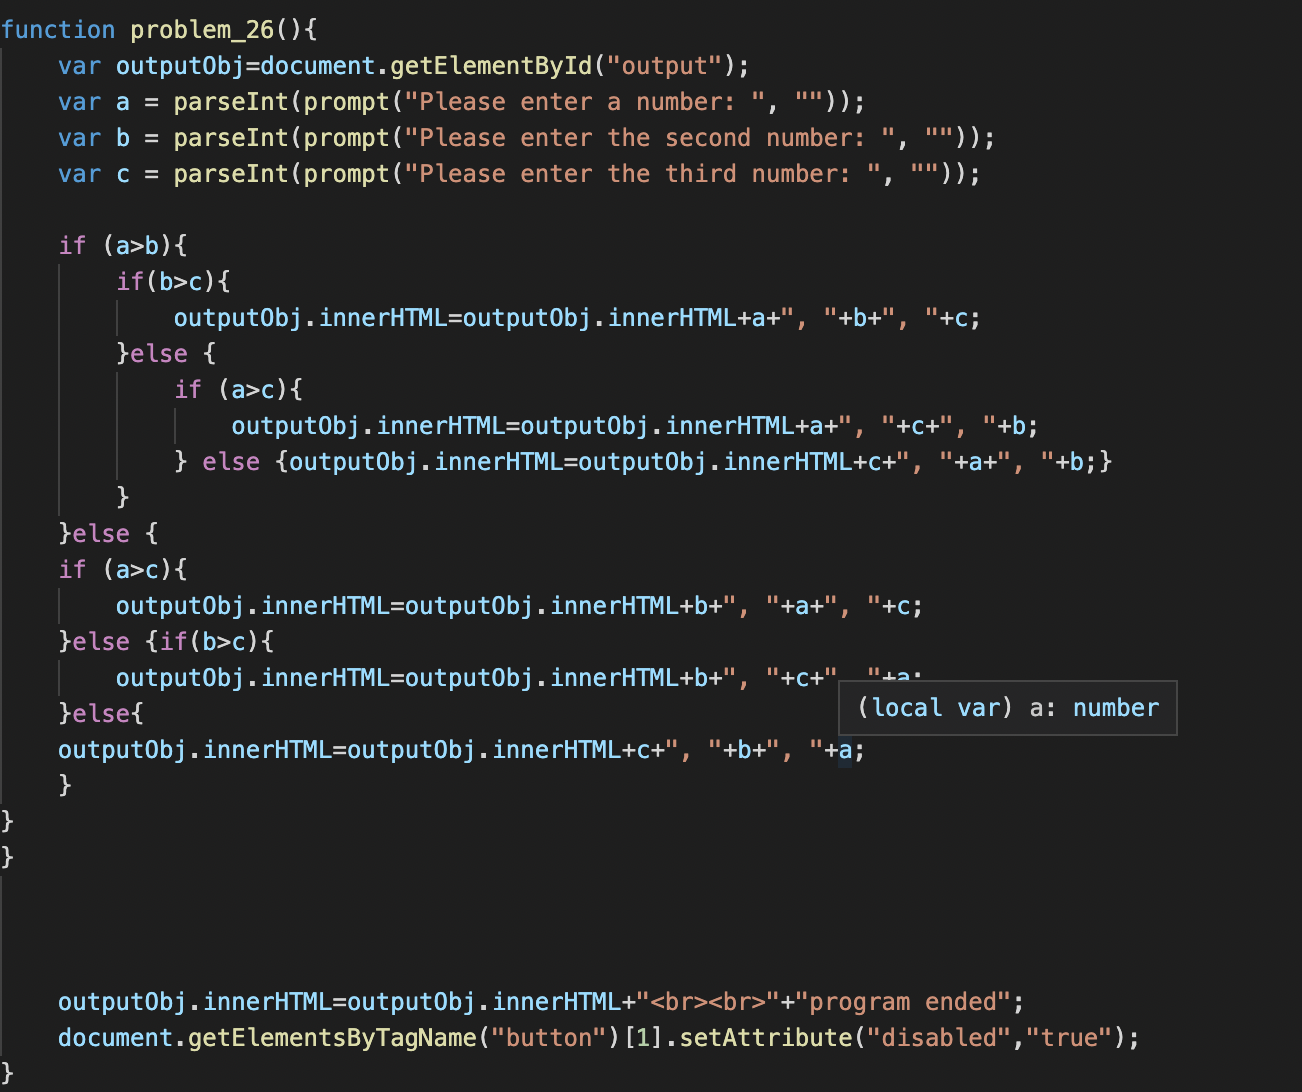 function problem_26(){
    var outputObj=document.getElementById("output");
    var a = parseInt(prompt("Please enter a number: ", ""));
    var b = parseInt(prompt("Please enter the second number: ", ""));
    var c = parseInt(prompt("Please enter the third number: ", ""));

    if (a>b){
        if(b>c){
            outputObj.innerHTML=outputObj.innerHTML+a+", "+b+", "+c;
        }else {
            if (a>c){
                outputObj.innerHTML=outputObj.innerHTML+a+", "+c+", "+b;
            } else {outputObj.innerHTML=outputObj.innerHTML+c+", "+a+", "+b;}
        }
    }else {
    if (a>c){
        outputObj.innerHTML=outputObj.innerHTML+b+", "+a+", "+c;
    }else {if(b>c){
        outputObj.innerHTML=outputObj.innerHTML+b+", "+c+", "+a;
    (local var) a: number
    }else{
    outputObj.innerHTML=outputObj.innerHTML+c+", "+b+", "+a;
    }
}
}

    outputObj.innerHTML=outputObj.innerHTML+"<br><br>"+"program ended";
    document.getElementsByTagName("button")[1].setAttribute("disabled","true");
}